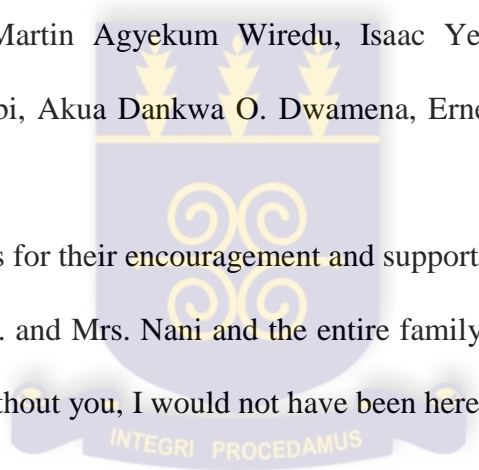 Martin Agyekum Wiredu, Isaac Ye
bi, Akua Dankwa O. Dwamena, Erne
s for their encouragement and support
. and Mrs. Nani and the entire family
thout you, I would not have been here
INTEGRI PROCEDAMUS